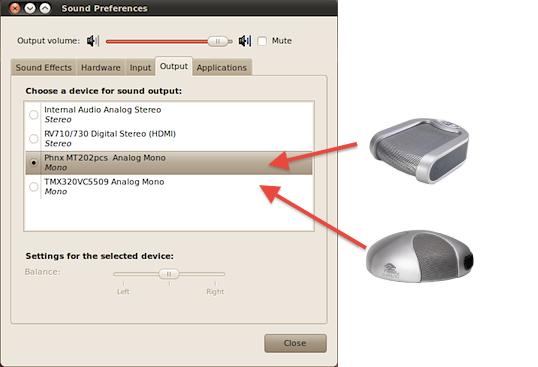 Sound Preferences
Output volume: Mute
Sound Effects Hardware Input Output Applications
Choose a device for sound output:
Internal Audio Analog Stereo
Stereo
RV710/730 Digital Stereo (HDMI)
Stereo
Phnx MT202pcs Analog Mono
Mono
TMX320VC5509 Analog Mono
Mono
Settings for the selected device:
Balance:
Left Right
Close